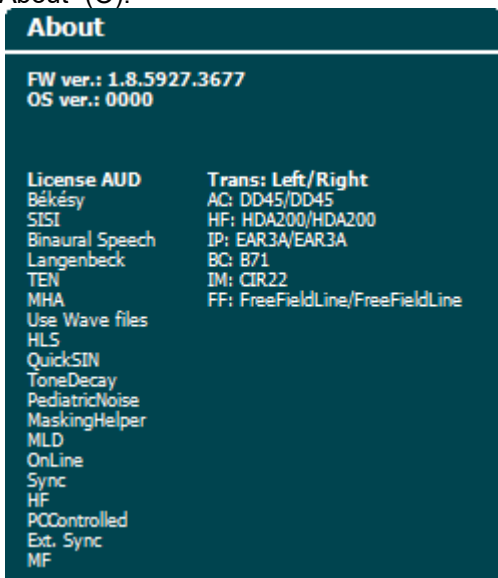 About
FW ver.: 1.8.5927.3677
OS ver.: 0000
License AUD
Békésy
SISI
Binaural Speech
Langenbeck
TEN
MHA
Use Wave files
HLS
QuickSIN
ToneDecay
PediatricNoise
MaskingHelper
MLD
OnLine
Sync
HF
PCControlled
Ext. Sync
MF
Trans: Left/Right
AC: DD45/DD45
HF: HDA200/HDA200
IP: EAR3A/EAR3A
BC: B71
IM: CIR22
FF: FreeFieldLine/FreeFieldLine